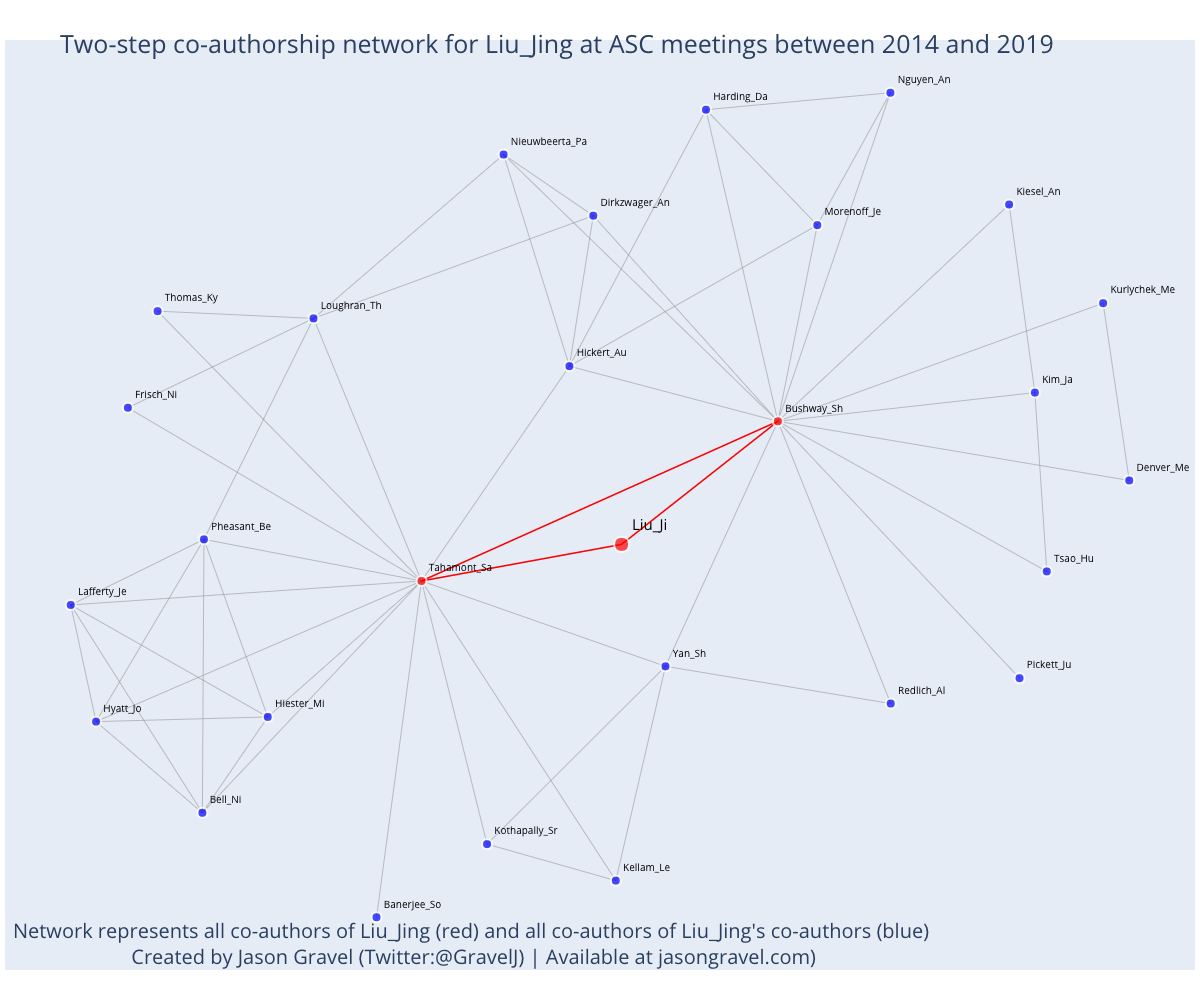 Two-step co-authorship network for Liu_Jing at ASC meetings between 2014 and 2019
Nguyen_An
Harding_Da
Nieuwbeerta_Pa
Kiesel_An
Dirkzwager_An
Morenoff_Je
Kurlychek_Me
Thomas_Ky
Loughran_Th
Hickert_Au
Kim_Ja
Frisch_Ni
Bushway_Sh
Denver_Me
Liu_Ji
Pheasant_Be
Tsao_Hu
Tahamont_Sa
Lafferty_Je
Yan_Sh
Pickett_Ju
Redlich_Al
Hiester_Mi
Hyatt_Jo
Bell_Ni
Kothapally_Sr
Kellam_Le
Banerjee_So
Network represents all co-authors of Liu_Jing (red) and all co-authors of Liu_Jing's co-authors (blue)
Created by Jason Gravel (Twitter:@GravelJ) | Available at jasongravel.com)